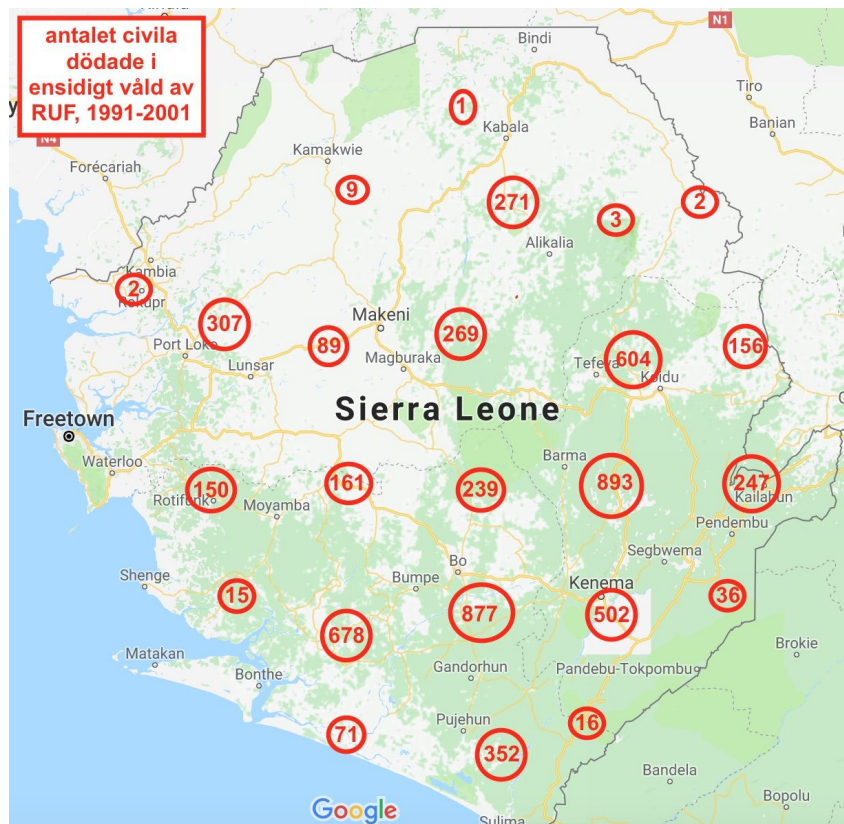 antalet civila
dödade i
ensidigt våld av
RUF, 1991-2001
N1
Bindi
Tiro
Banian
1
Kabala
N4
Forécariah
Kamakwie
9
271
3
2
Alikalia
Kambia
2
Rokupr
307
Makeni
269
89
604
156
Port Loko
Lunsar
Magburaka
Tefeya
Koidu
Sierra Leone
Freetown
Waterloo
Barma
150
161
239
893
247
Rotifunk
Moyamba
Kailahun
Pendembu
Segbwema
Bo
Shenge
Bumpe
Kenema
15
36
877
502
678
Matakan
Bonthe
Gandorhun
Pandebu-Tokpombu
Brokie
71
Pujehun
16
352
Bandela
Bopolu
Google
Sulima